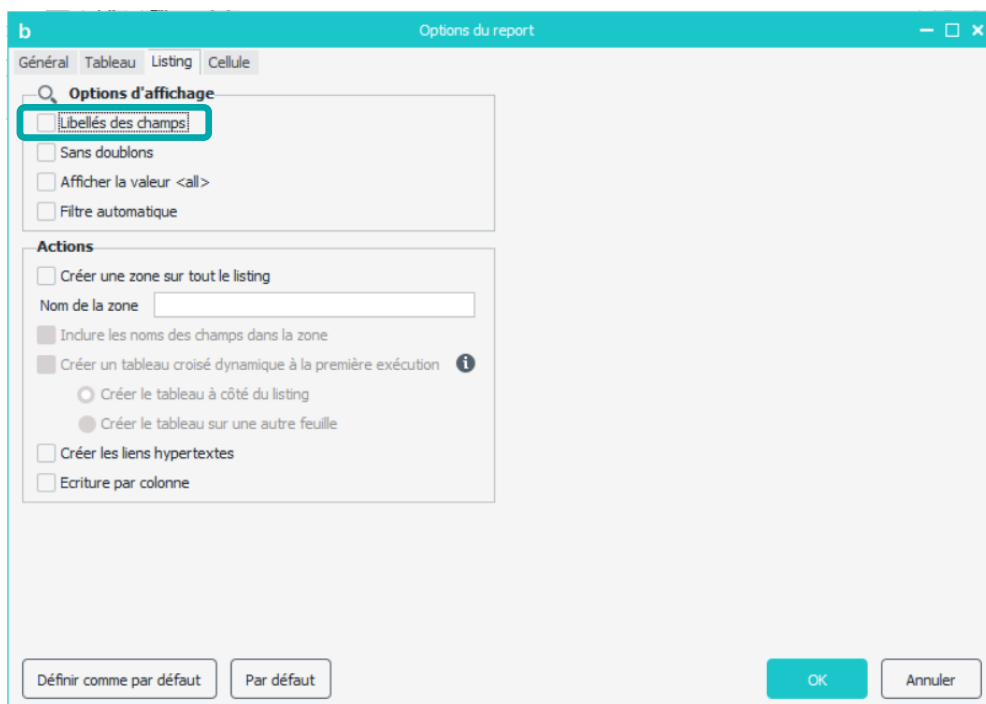 b
Options du report
Général Tableau Listing Cellule
Options d'affichage
Libellés des champs
Sans doublons
Afficher la valeur <all>
Filtre automatique
Actions
Créer une zone sur tout le listing
Nom de la zone
Inclure les noms des champs dans la zone
Créer un tableau croisé dynamique à la première exécution
Créer le tableau à côté du listing
Créer le tableau sur une autre feuille
Créer les liens hypertextes
Ecriture par colonne
Définir comme par défaut Par défaut OK Annuler